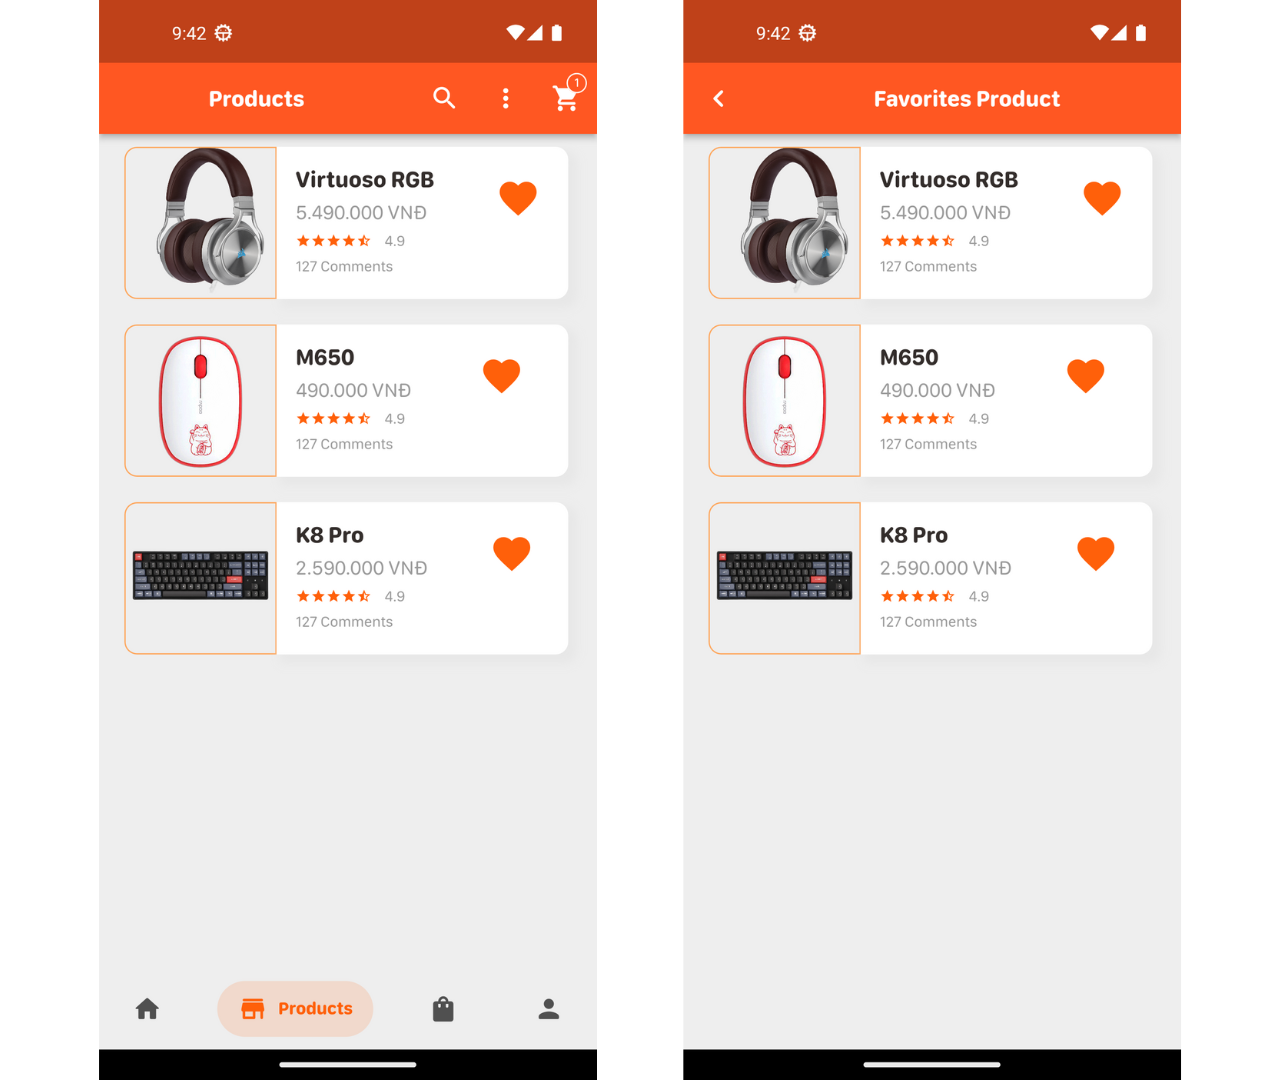 9:42
Products
1
Virtuoso RGB
5.490.000 VNĐ
4.9
127 Comments
M650
490.000 VNĐ
4.9
127 Comments
K8 Pro
2.590.000 VNĐ
4.9
127 Comments
Products
9:42
Favorites Product
Virtuoso RGB
5.490.000 VNĐ
4.9
127 Comments
M650
490.000 VNĐ
4.9
127 Comments
K8 Pro
2.590.000 VNĐ
4.9
127 Comments